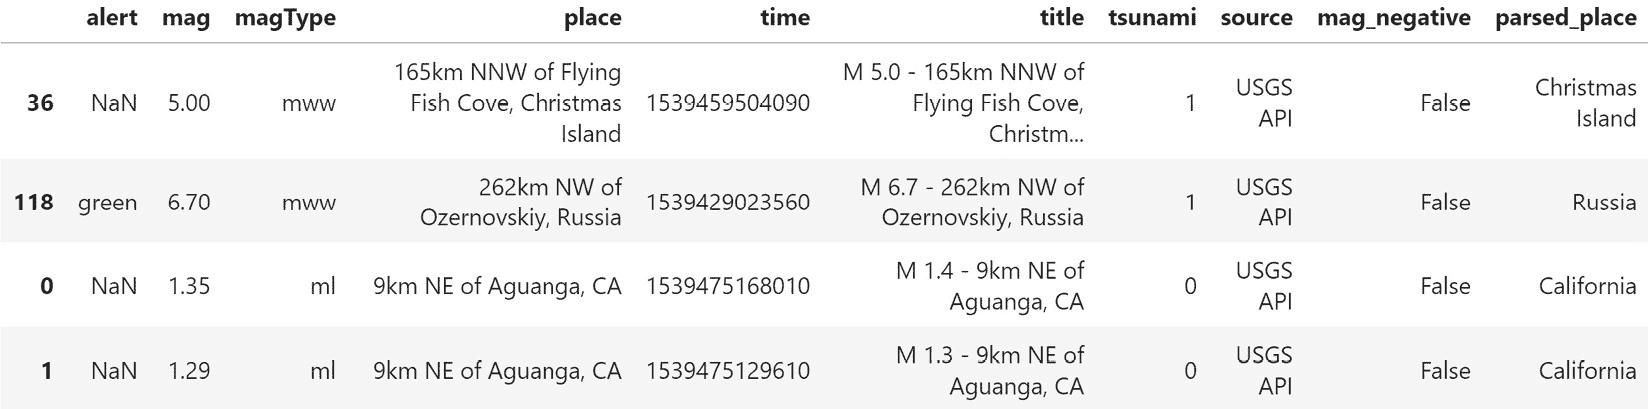 alert mag magType place time title tsunami source mag_negative parsed_place
36 NaN 5.00 mww 165km NNW of Flying Fish Cove, Christmas Island 1539459504090 M 5.0 - 165km NNW of Flying Fish Cove, Christm... 1 USGS API False Christmas Island
118 green 6.70 mww 262km NW of Ozernovskiy, Russia 1539429023560 M 6.7 - 262km NW of Ozernovskiy, Russia 1 USGS API False Russia
0 NaN 1.35 ml 9km NE of Aguanga, CA 1539475168010 M 1.4 - 9km NE of Aguanga, CA 0 USGS API False California
1 NaN 1.29 ml 9km NE of Aguanga, CA 1539475129610 M 1.3 - 9km NE of Aguanga, CA 0 USGS API False California